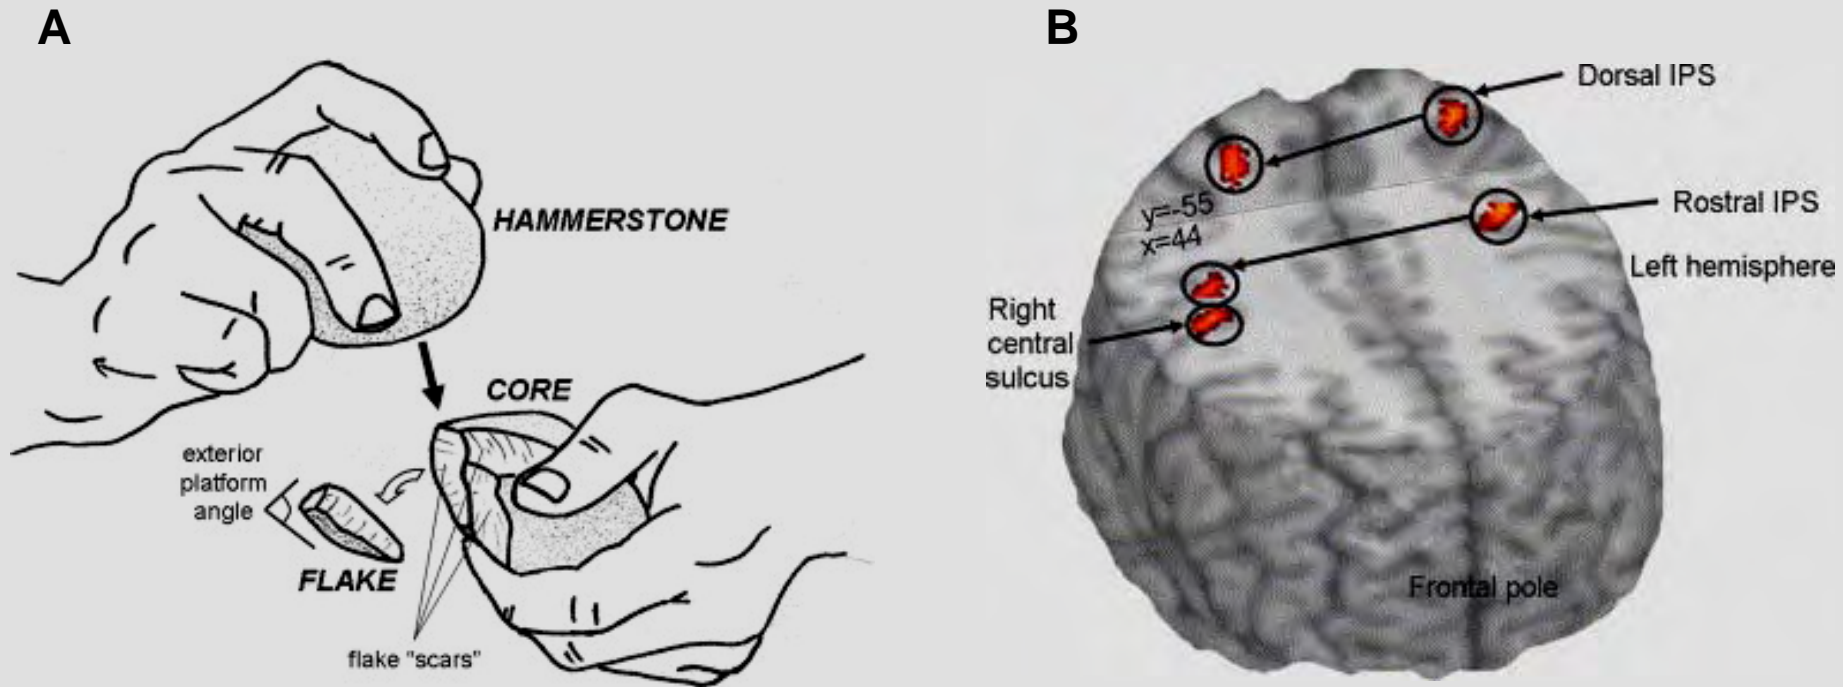 A
HAMMERSTONE
CORE
exterior
platform
angle
FLAKE
flake "scars"
B
Dorsal IPS
y=-55
x=44
Rostral IPS
Left hemisphere
Right
central
sulcus
Frontal pole